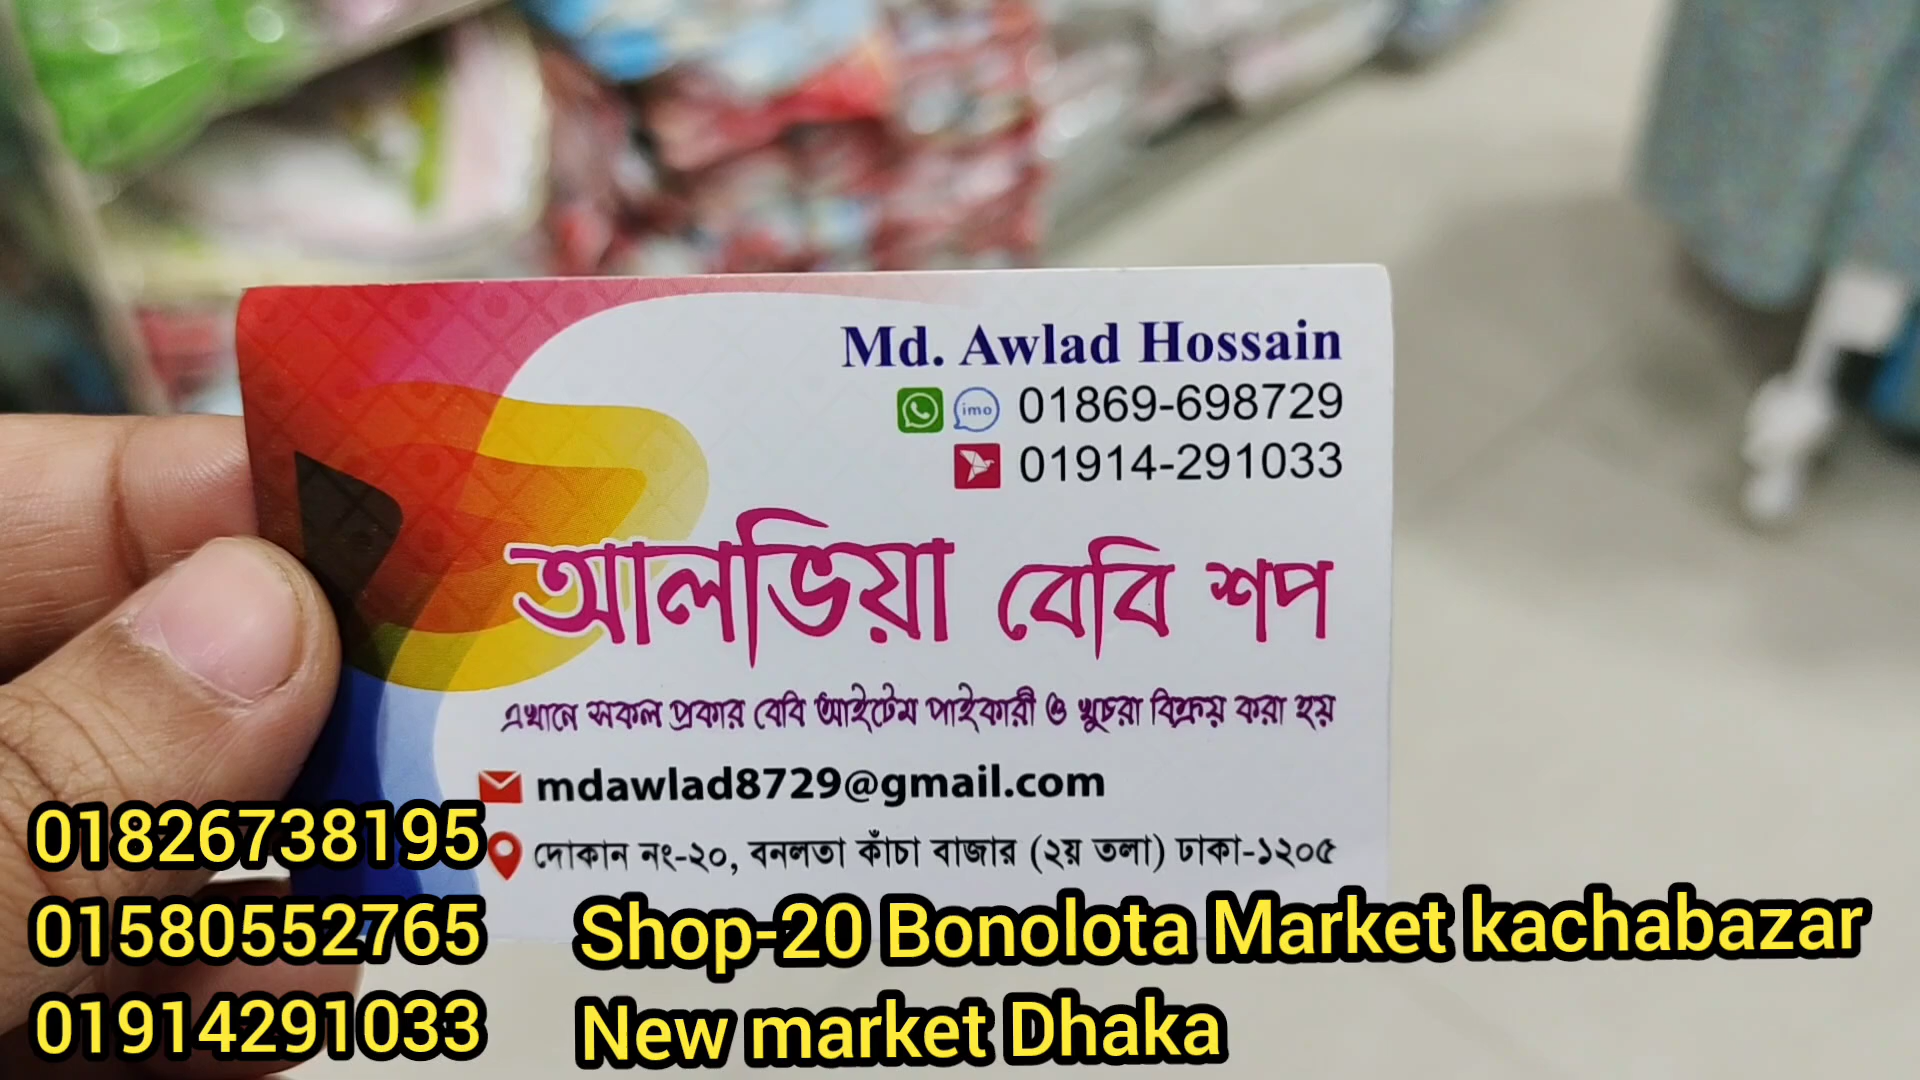 Md. Awlad Hossain
imo 01869-698729
01914-291033
আলভিয়া বেবি শপ
এখানে সকল প্রকার বেবি আইটেম পাইকারী ও খুচরা বিক্রয় করা হয়
mdawlad8729@gmail.com
দোকান নং-২০, বনলতা কাঁচা বাজার (২য় তলা) ঢাকা-১২০৫
01826738195
01580552765
01914291033
Shop-20 Bonolota Market kachabazar
New market Dhaka